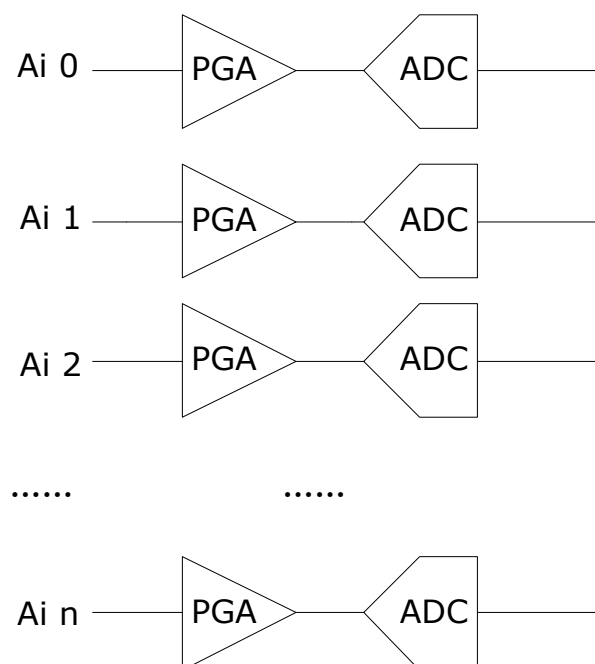 Ai 0 PGA ADC
Ai 1 PGA ADC
Ai 2 PGA ADC
...... ......
Ai n PGA ADC